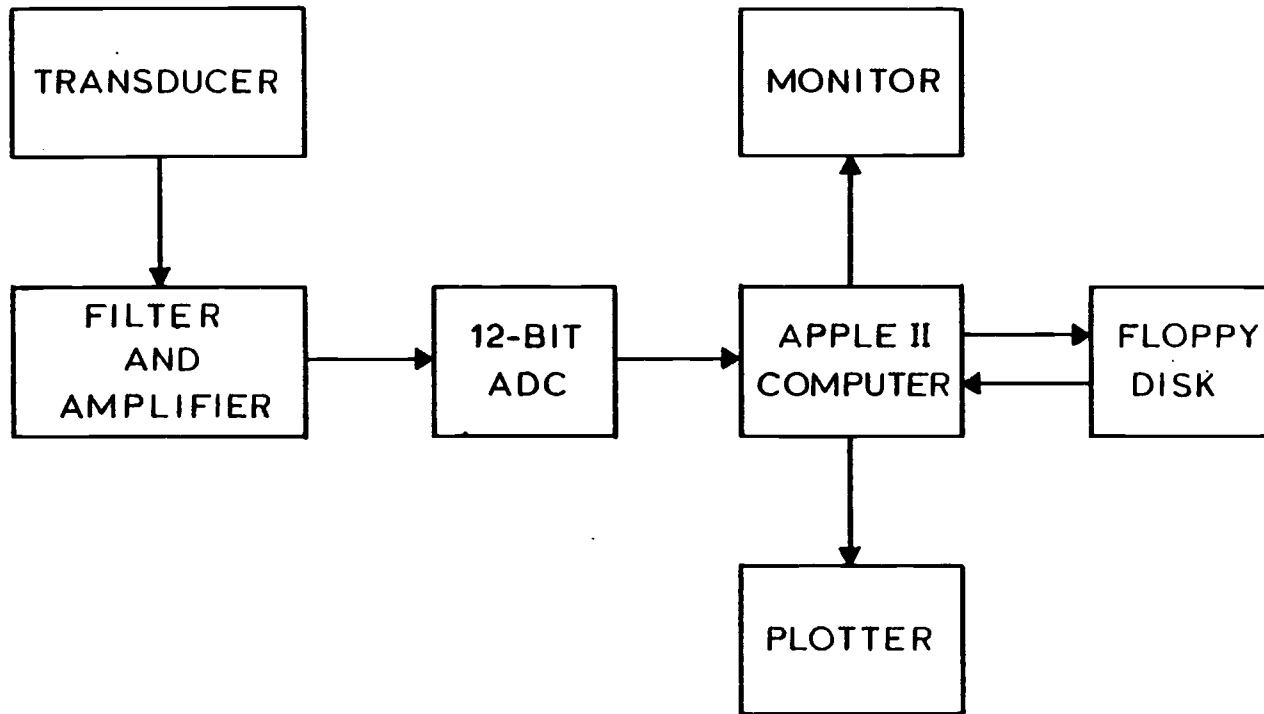 TRANSDUCER
MONITOR
FILTER
AND
AMPLIFIER
12-BIT
ADC
APPLE II
COMPUTER
FLOPPY
DISK
PLOTTER